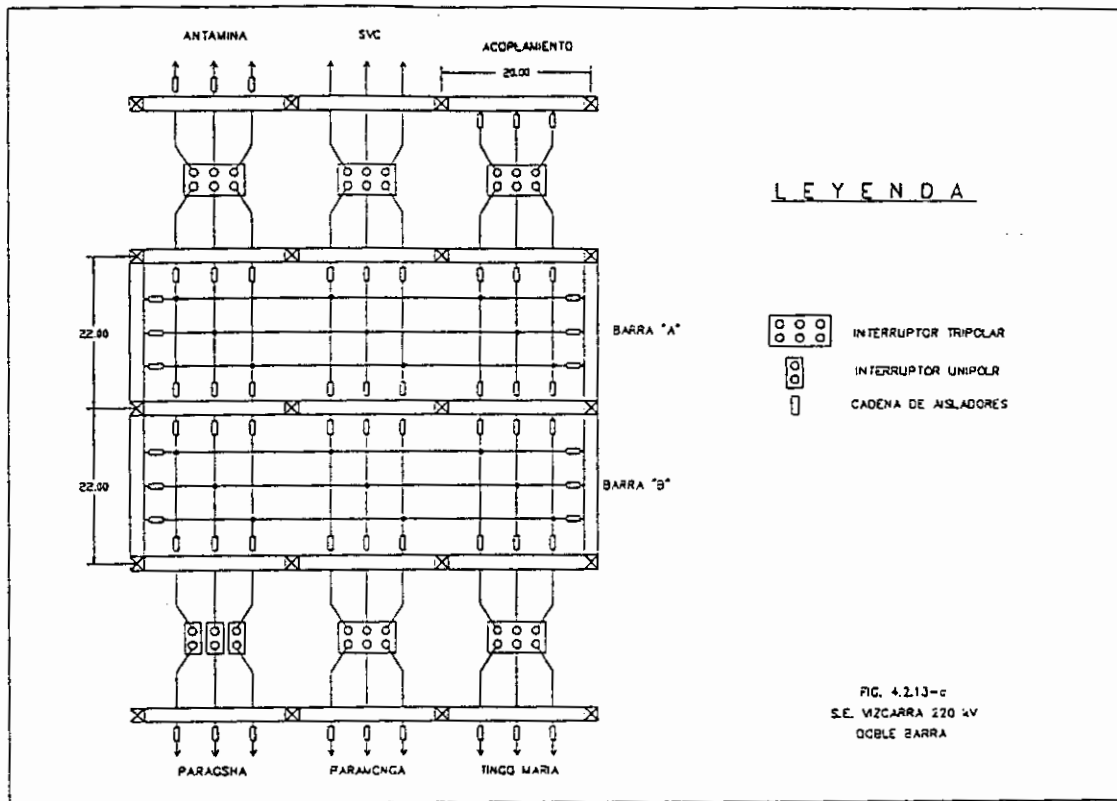 ANTAMINA
SVC
ACOPLAMIENTO
20.00
L E Y E N D A
22.00
BARRA "A"
INTERRUPTOR TRIPOLAR
INTERRUPTOR UNIPOLR
CADENA DE AISLADORES
22.00
BARRA "B"
FIG. 4.2.13-c
S.E. VIZCARRA 220 kV
DOBLE BARRA
PARAGSHA
PARAMONGA
TINGO MARIA